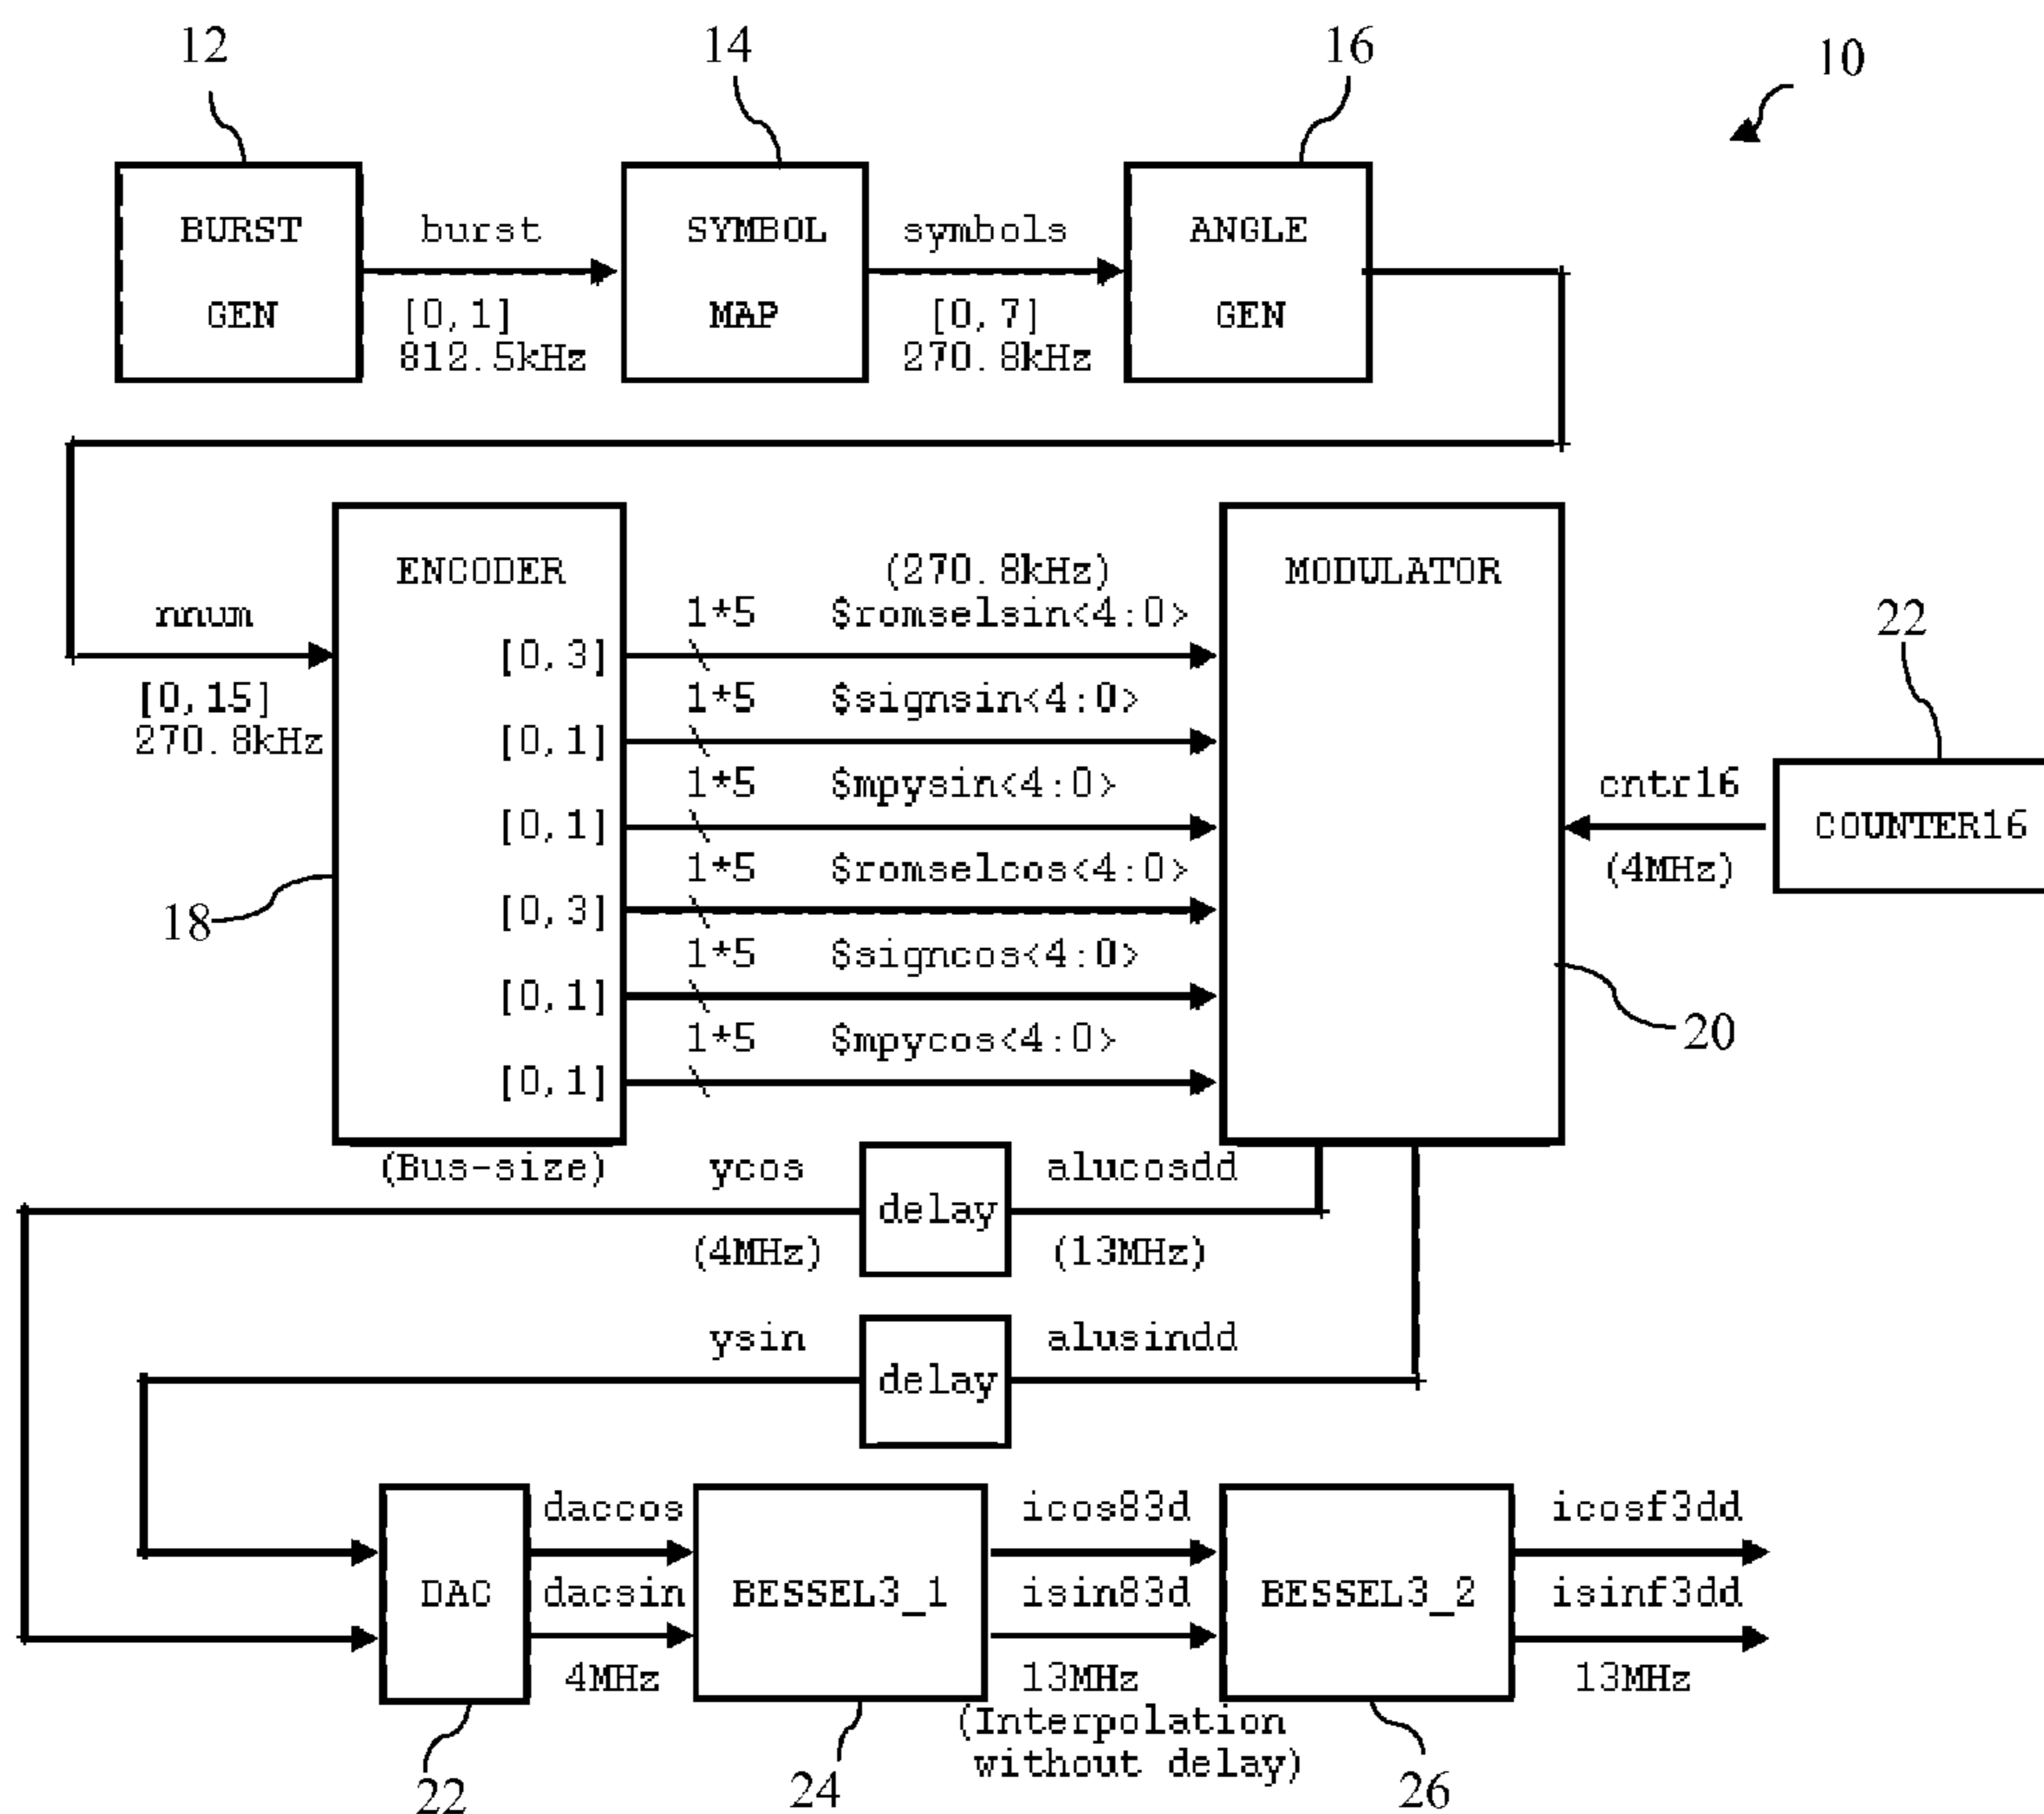 12
14
16
10
BURST
GEN
burst
[0,1]
812.5kHz
SYMBOL
MAP
symbols
[0,7]
270.8kHz
ANGLE
GEN
nnum
[0,15]
270.8kHz
ENCODER
(270.8kHz)
MODULATOR
1*5 $romselsin<4:0>
[0,3]
1*5 $signsin<4:0>
[0,1]
1*5 $mpysin<4:0>
[0,1]
1*5 $romselcos<4:0>
[0,3]
1*5 $signcos<4:0>
[0,1]
1*5 $mpycos<4:0>
[0,1]
18
20
22
cntr16
(4MHz)
COUNTER16
(Bus-size)
ycos
(4MHz)
delay
alucosdd
(13MHz)
ysin
delay
alusindd
DAC
daccos
dacsin
4MHz
BESSEL3_1
icos83d
isin83d
13MHz
(Interpolation
without delay)
BESSEL3_2
icosf3dd
isinf3dd
13MHz
22
24
26